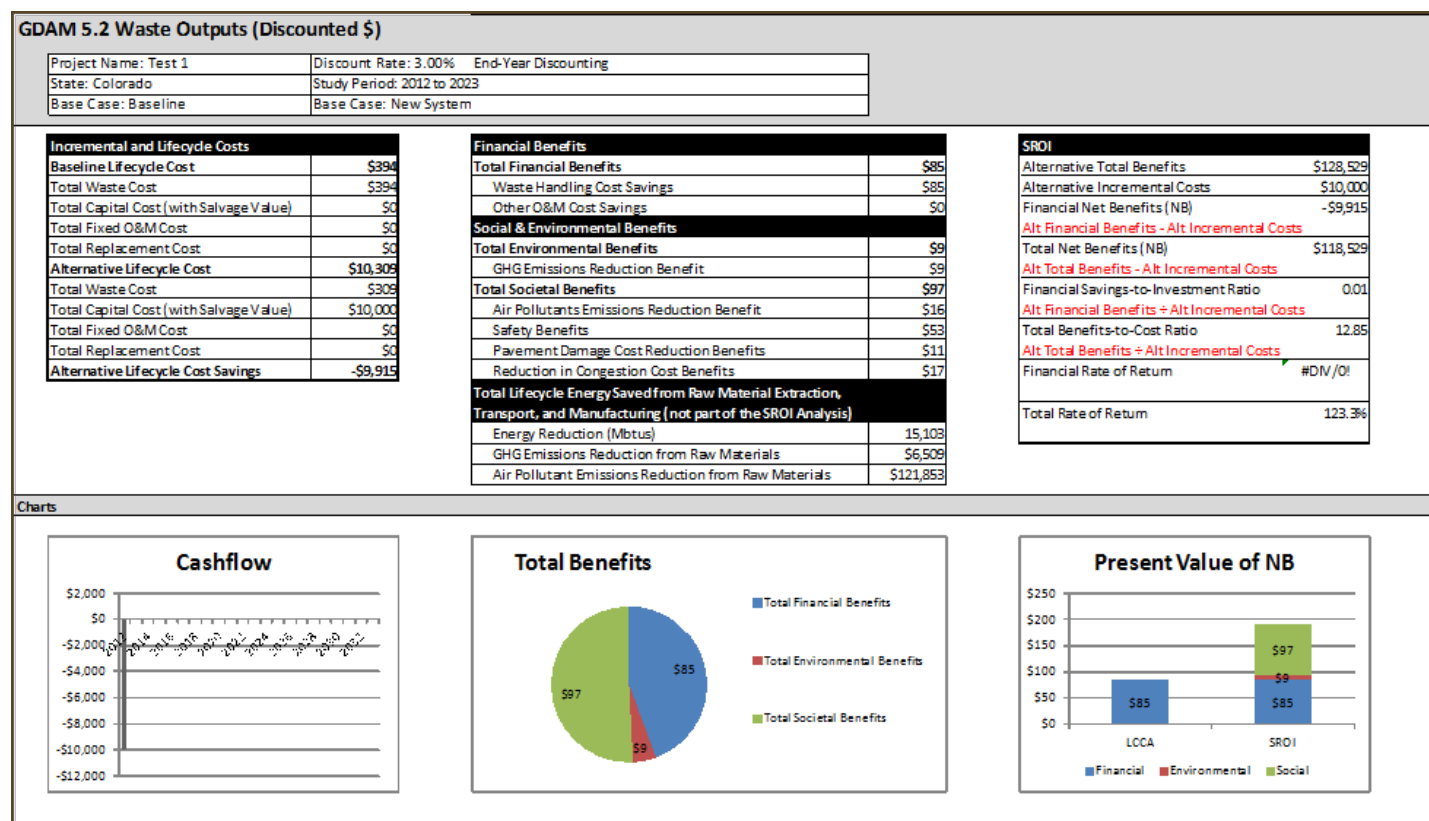 GDAM 5.2 Waste Outputs (Discounted $)
Project Name: Test 1 Discount Rate: 3.00% End-Year Discounting
State: Colorado Study Period: 2012 to 2023
Base Case: Baseline Base Case: New System
Incremental and Lifecycle Costs
Baseline Lifecycle Cost $394
Total Waste Cost $394
Total Capital Cost (with Salvage Value) $0
Total Fixed O&M Cost $0
Total Replacement Cost $0
Alternative Lifecycle Cost $10,309
Total Waste Cost $309
Total Capital Cost (with Salvage Value) $10,000
Total Fixed O&M Cost $0
Total Replacement Cost $0
Alternative Lifecycle Cost Savings -$9,915
Financial Benefits
Total Financial Benefits $85
Waste Handling Cost Savings $85
Other O&M Cost Savings $0
Social & Environmental Benefits
Total Environmental Benefits $9
GHG Emissions Reduction Benefit $9
Total Societal Benefits $97
Air Pollutants Emissions Reduction Benefit $16
Safety Benefits $53
Pavement Damage Cost Reduction Benefits $11
Reduction in Congestion Cost Benefits $17
Total Lifecycle Energy Saved from Raw Material Extraction,
Transport, and Manufacturing (not part of the SROI Analysis)
Energy Reduction (Mbtus) 15,103
GHG Emissions Reduction from Raw Materials $6,509
Air Pollutant Emissions Reduction from Raw Materials $121,853
SROI
Alternative Total Benefits $128,529
Alternative Incremental Costs $10,000
Financial Net Benefits (NB) -$9,915
Alt Financial Benefits - Alt Incremental Costs
Total Net Benefits (NB) $118,529
Alt Total Benefits - Alt Incremental Costs
Financial Savings-to-Investment Ratio 0.01
Alt Financial Benefits ÷ Alt Incremental Costs
Total Benefits-to-Cost Ratio 12.85
Alt Total Benefits ÷ Alt Incremental Costs
Financial Rate of Return #DIV/0!
Total Rate of Return 123.3%
Charts
Cashflow
$2,000
$0
-$2,000
-$4,000
-$6,000
-$8,000
-$10,000
-$12,000
2012 2014 2016 2018 2020 2022 2024 2026 2028 2030 2032
Total Benefits
$85
$97
$9
Total Financial Benefits
Total Environmental Benefits
Total Societal Benefits
Present Value of NB
$250
$200
$150
$100
$50
$0
$85
$97
$9
$85
LCCA SROI
Financial Environmental Social